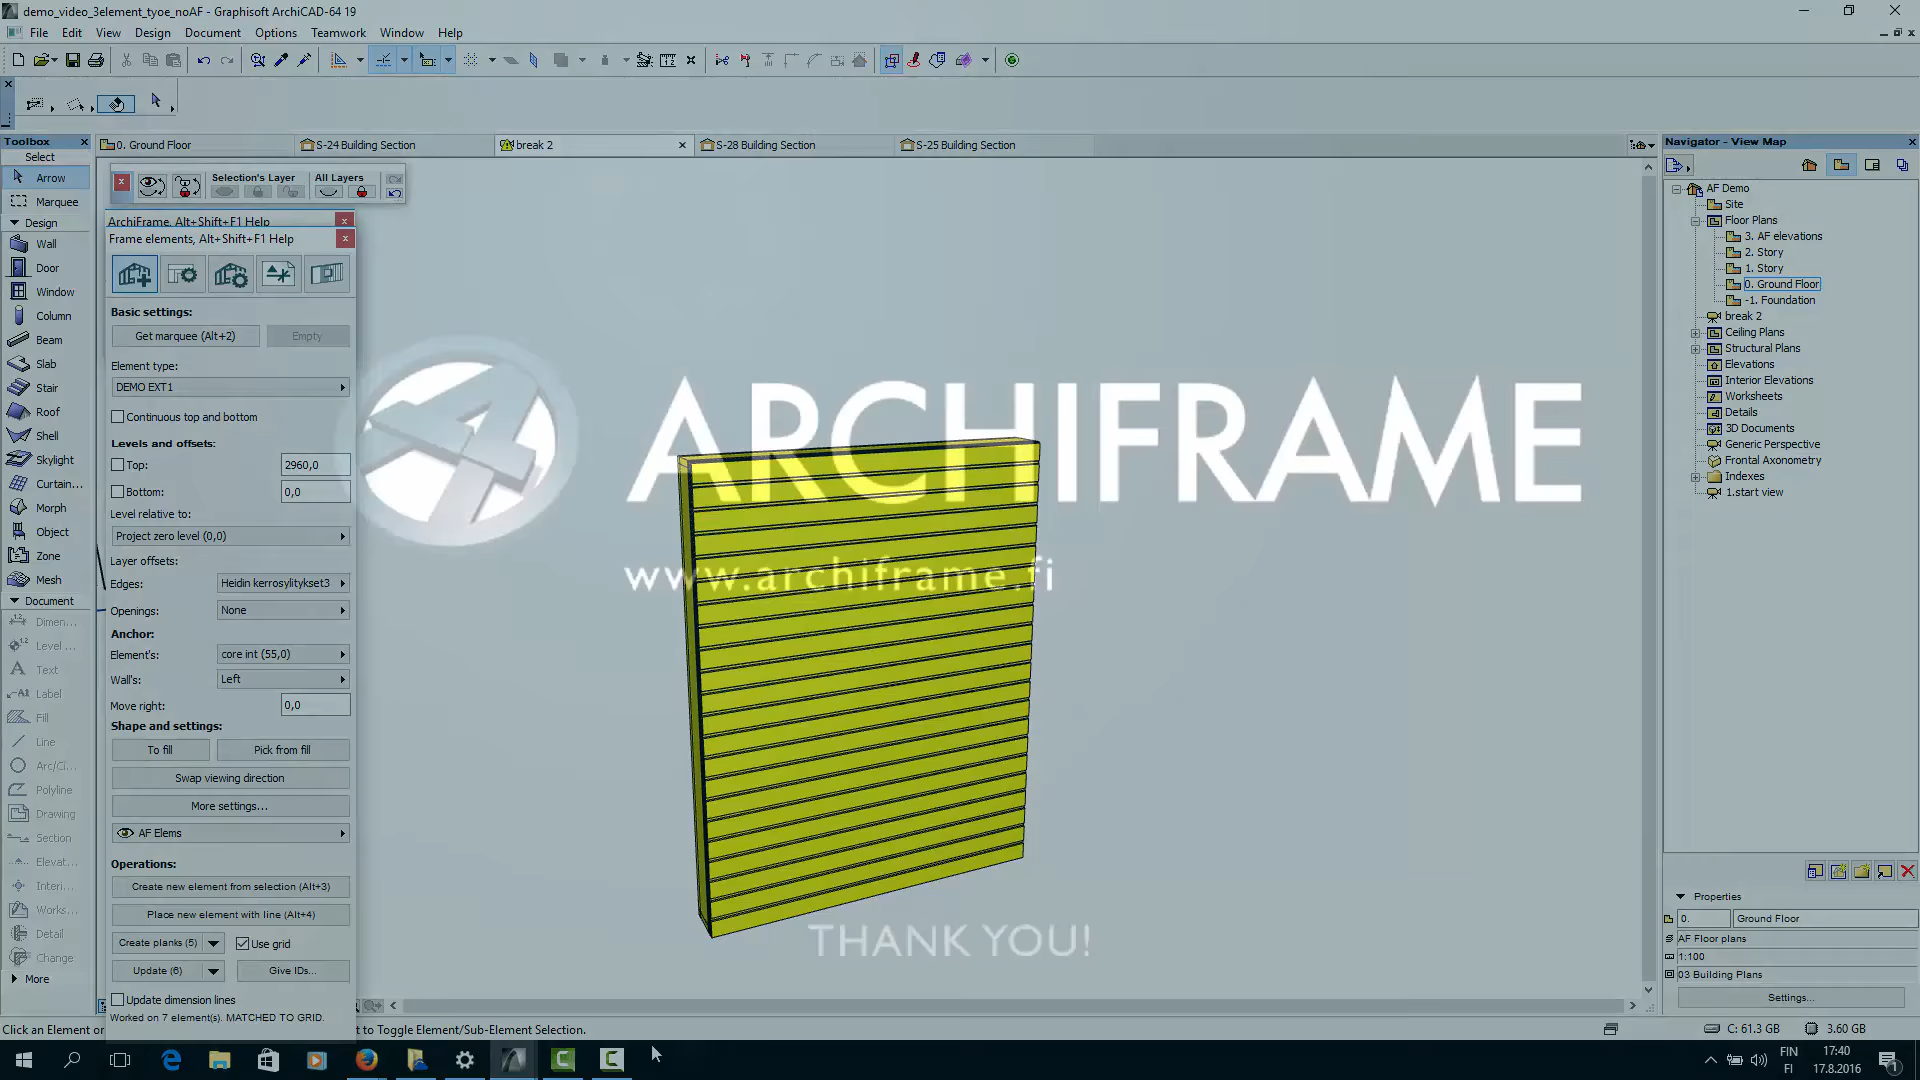 demo_video_3element_tyoe_noAF - Graphisoft ArchiCAD-64 19
File Edit View Design Document Options Teamwork Window Help
Toolbox
Select
Arrow
Marquee
Design
Wall
Door
Window
Column
Beam
Slab
Stair
Roof
Shell
Skylight
Curtain...
Morph
Object
Zone
Mesh
Document
Dimen...
Level ...
Text
A1 Label
Fill
Line
Arc/Ci...
Polyline
Drawing
Section
Elevat...
Interi...
Works...
Detail
Change
More
0. Ground Floor
S-24 Building Section
break 2
S-28 Building Section
S-25 Building Section
Selection's Layer
All Layers
ArchiFrame, Alt+Shift+F1 Help
Frame elements, Alt+Shift+F1 Help
Basic settings:
Get marquee (Alt+2)
Empty
Element type:
DEMO EXT1
Continuous top and bottom
Levels and offsets:
Top: 2960,0
Bottom: 0,0
Level relative to:
Project zero level (0,0)
Layer offsets:
Edges: Heidin kerrosylitykset3
Openings: None
Anchor:
Element's: core int (55,0)
Wall's: Left
Move right: 0,0
Shape and settings:
To fill
Pick from fill
Swap viewing direction
More settings...
AF Elems
Operations:
Create new element from selection (Alt+3)
Place new element with line (Alt+4)
Create planks (5)
Use grid
Update (6)
Give IDs...
Update dimension lines
Worked on 7 element(s). MATCHED TO GRID.
ARCHIFRAME
www.archiframe.fi
THANK YOU!
Navigator - View Map
AF Demo
Site
Floor Plans
3. AF elevations
2. Story
1. Story
0. Ground Floor
-1. Foundation
break 2
Ceiling Plans
Structural Plans
Elevations
Interior Elevations
Worksheets
Details
3D Documents
Generic Perspective
Frontal Axonometry
Indexes
1.start view
Properties
0. Ground Floor
AF Floor plans
1:100
03 Building Plans
Settings...
Click an Element or
t to Toggle Element/Sub-Element Selection.
C: 61.3 GB
3.60 GB
FIN
FI
17:40
17.8.2016
1